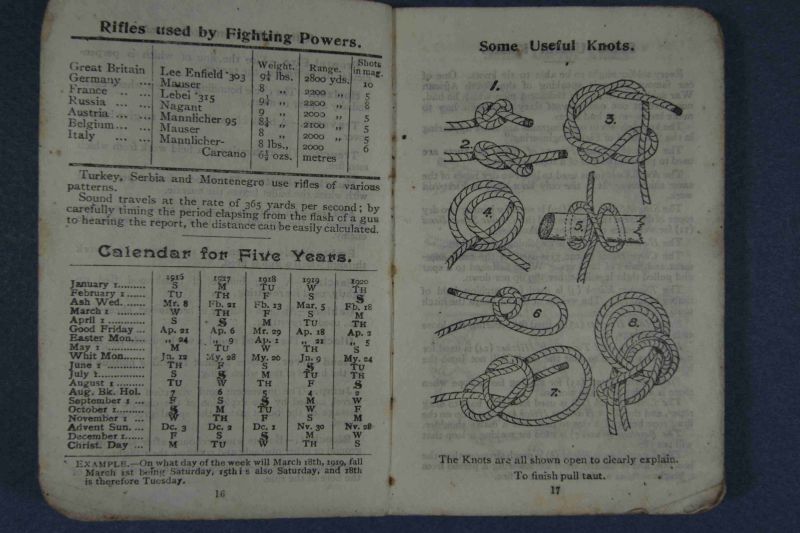 Rifles used by Fighting Powers.
Weight. Range. Shots in mag.
Great Britain Lee Enfield ·303 9¼ lbs. 2800 yds. 10
Germany ... Mauser 8 „ 2200 „ 5
France ... Lebel ·315 9¼ „ 2200 „ 8
Russia ... ... Nagant 9 „ 2000 „ 5
Austria ... ... Mannlicher 95 8¼ „ 2100 „ 5
Belgium... ... Mauser 8 „ 2000 „ 5
Italy ... Mannlicher-Carcano 8 lbs., 6½ ozs. 2000 metres 6
Turkey, Serbia and Montenegro use rifles of various
patterns.
Sound travels at the rate of 365 yards per second; by
carefully timing the period elapsing from the flash of a gun
to hearing the report, the distance can be easily calculated.
Calendar for Five Years.
1916 1917 1918 1919 1920
January 1......... S M TU W TH
February 1 ...... TU TH F S S
Ash Wed....... Mr. 8 Fb. 21 Fb. 13 Mar. 5 Fb. 18
March 1 ......... W TH F S M
April 1 ......... S S M TU TH
Good Friday ... Ap. 21 Ap. 6 Mr. 29 Ap. 18 Ap. 2
Easter Mon.... „ 24 „ 9 Ap. 1 „ 21 „ 5
May 1 ......... M TU W TH S
Whit Mon...... Jn. 12 My. 28 My. 20 Jn. 9 My. 24
June 1 ......... TH F S S TU
July 1......... S S M TU TH
August 1 ......... TU W TH F S
Aug. Bk. Hol. 7 6 5 4 2
September 1 ... F S S M W
October 1......... S M TU W F
November 1 ... W TH F S M
Advent Sun.... Dc. 3 Dc. 2 Dc. 1 Nv. 30 Nv. 28
December 1...... F S S M W
Christ. Day ... M TU W TH S
EXAMPLE.—On what day of the week will March 18th, 1919, fall
March 1st being Saturday, 15th is also Saturday, and 18th
is therefore Tuesday.
16
Some Useful Knots.
1.
2.
3.
4.
5.
6
7.
8.
The Knots are all shown open to clearly explain.
To finish pull taut.
17